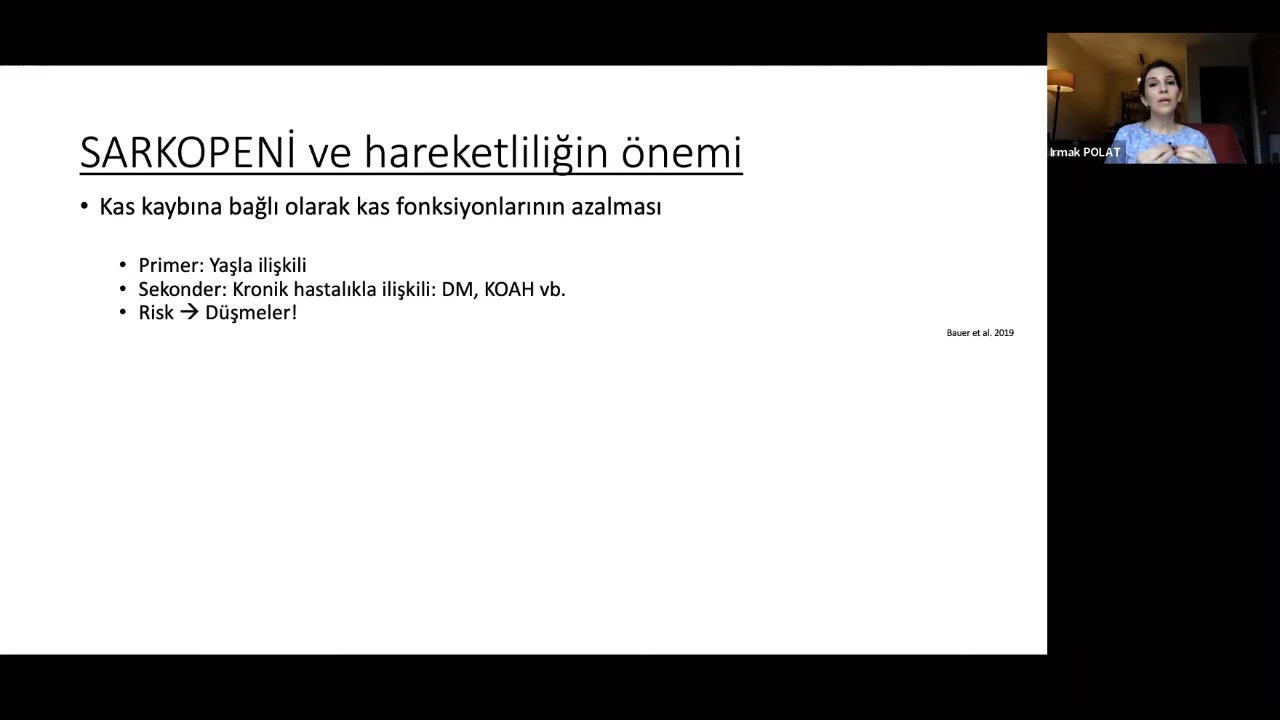 SARKOPENİ ve hareketliliğin önemi
• Kas kaybına bağlı olarak kas fonksiyonlarının azalması
• Primer: Yaşla ilişkili
• Sekonder: Kronik hastalıkla ilişkili: DM, KOAH vb.
• Risk → Düşmeler!
Bauer et al. 2019
Irmak POLAT